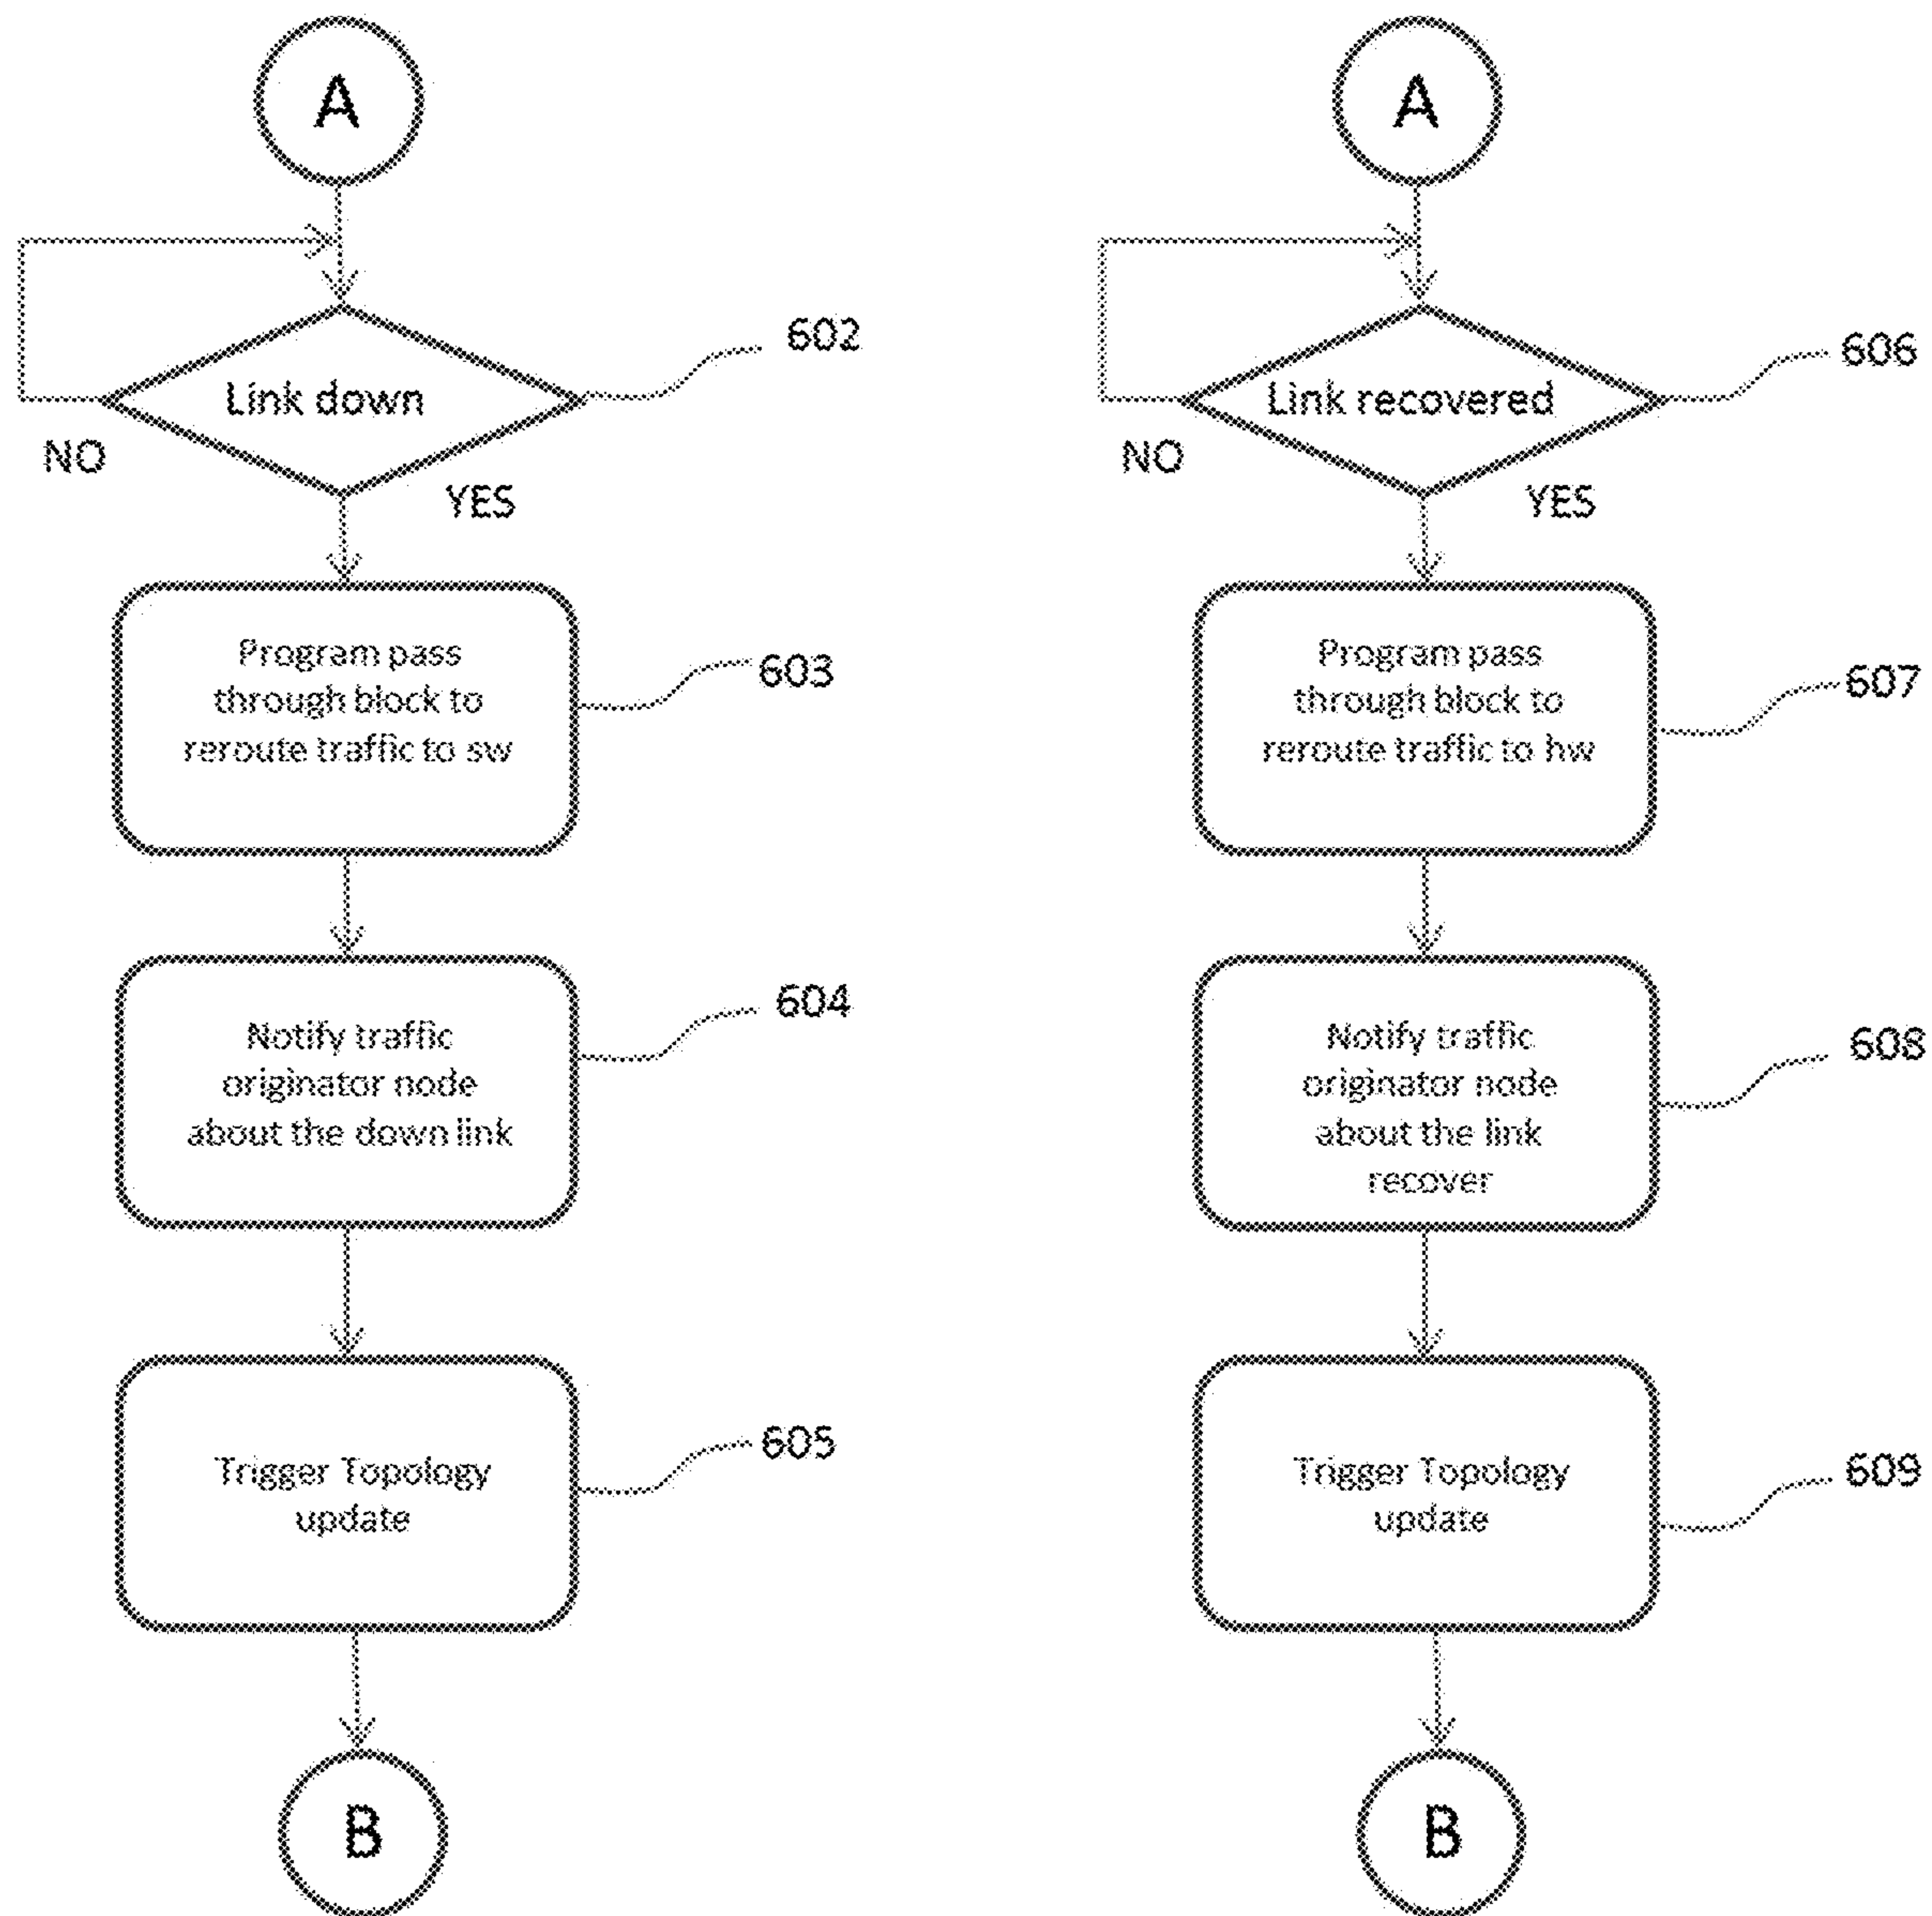 A
Link down
602
NO
YES
Program pass
through block to
reroute traffic to sw
603
Notify traffic
originator node
about the down link
604
Trigger Topology
update
605
B
A
Link recovered
606
NO
YES
Program pass
through block to
reroute traffic to hw
607
Notify traffic
originator node
about the link
recover
608
Trigger Topology
update
609
B